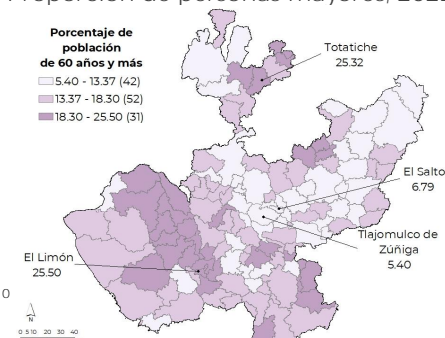 Proporción de personas mayores, 202
Porcentaje de
población
de 60 años y más
5.40 - 13.37 (42)
13.37 - 18.30 (52)
18.30 - 25.50 (31)
Totatiche
25.32
El Salto
6.79
Tlajomulco de
Zúñiga
5.40
El Limón
25.50
0
N
0 5 10 20 30 40